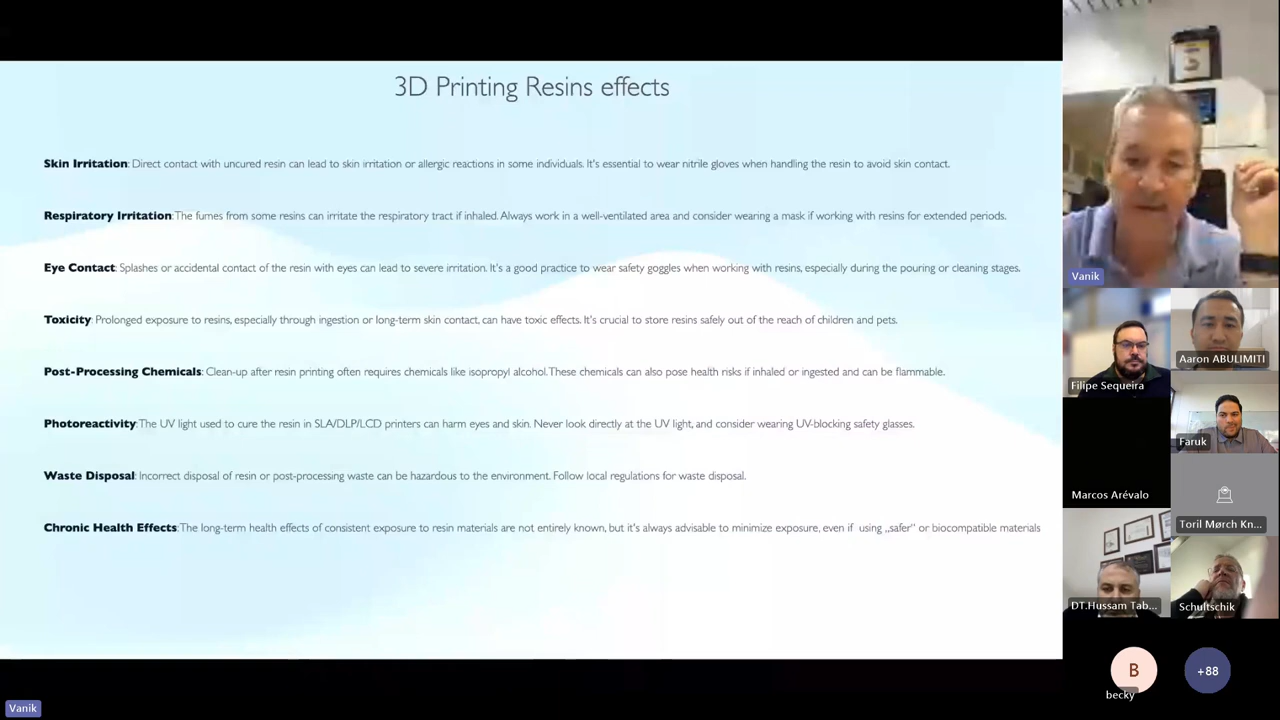 3D Printing Resins effects
Skin Irritation: Direct contact with uncured resin can lead to skin irritation or allergic reactions in some individuals. It's essential to wear nitrile gloves when handling the resin to avoid skin contact.
Respiratory Irritation: The fumes from some resins can irritate the respiratory tract if inhaled. Always work in a well-ventilated area and consider wearing a mask if working with resins for extended periods.
Eye Contact: Splashes or accidental contact of the resin with eyes can lead to severe irritation. It's a good practice to wear safety goggles when working with resins, especially during the pouring or cleaning stages.
Toxicity: Prolonged exposure to resins, especially through ingestion or long-term skin contact, can have toxic effects. It's crucial to store resins safely out of the reach of children and pets.
Post-Processing Chemicals: Clean-up after resin printing often requires chemicals like isopropyl alcohol. These chemicals can also pose health risks if inhaled or ingested and can be flammable.
Photoreactivity: The UV light used to cure the resin in SLA/DLP/LCD printers can harm eyes and skin. Never look directly at the UV light, and consider wearing UV-blocking safety glasses.
Waste Disposal: Incorrect disposal of resin or post-processing waste can be hazardous to the environment. Follow local regulations for waste disposal.
Chronic Health Effects: The long-term health effects of consistent exposure to resin materials are not entirely known, but it's always advisable to minimize exposure, even if using „safer" or biocompatible materials
Vanik
Filipe Sequeira
Aaron ABULIMITI
Faruk
Marcos Arévalo
Toril Mørch Kn...
DT.Hussam Tab...
Schultschik
B
becky
+88
Vanik